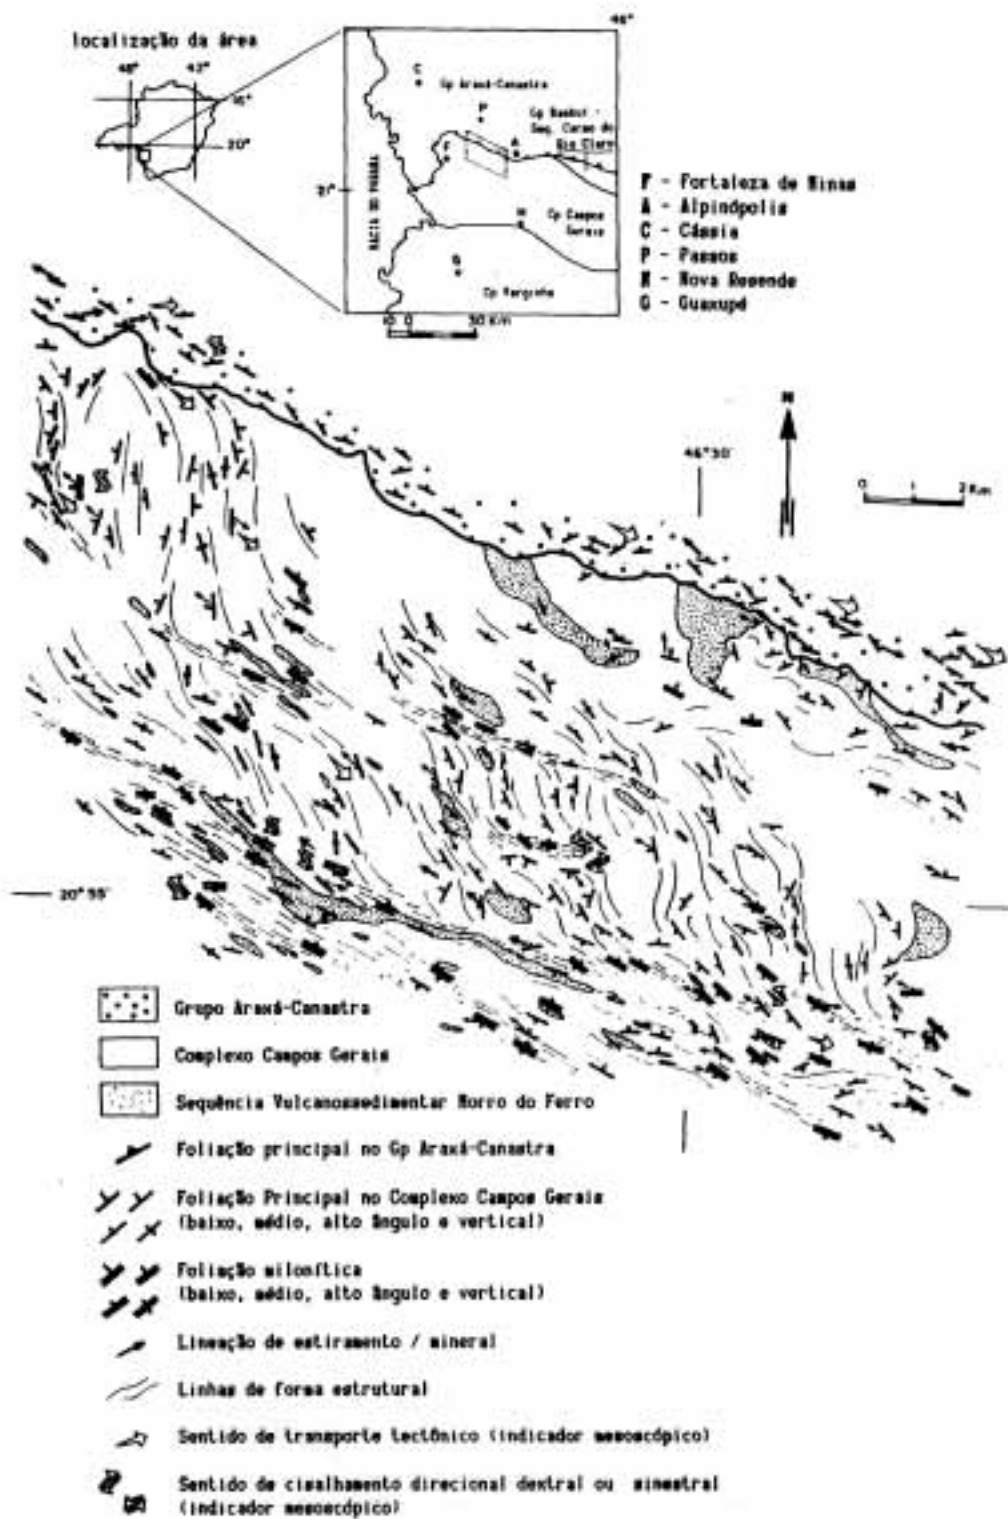 localização da área
46°
48°
42°
16°
20°
21°
C
Gp Araxá-Canastra
P
Gp Bambuí -
Seq. Carmo do
Rio Claro
F
A
BACIA DO PARANÁ
N
Gp Campos
Gerais
G
Gp Varginha
10 0 30 Km
F - Fortaleza de Minas
A - Alpinópolis
C - Cássia
P - Passos
N - Nova Resende
G - Guaxupé
N
46°30'
0 1 2 Km
20°55'
Grupo Araxá-Canastra
Complexo Campos Gerais
Sequência Vulcanossedimentar Morro do Ferro
Foliação principal no Gp Araxá-Canastra
Foliação Principal no Complexo Campos Gerais
(baixo, médio, alto ângulo e vertical)
Foliação milonítica
(baixo, médio, alto ângulo e vertical)
Lineação de estiramento / mineral
Linhas de forma estrutural
Sentido de transporte tectônico (indicador mesoscópico)
Sentido de cisalhamento direcional dextral ou sinestral
(indicador mesoscópico)